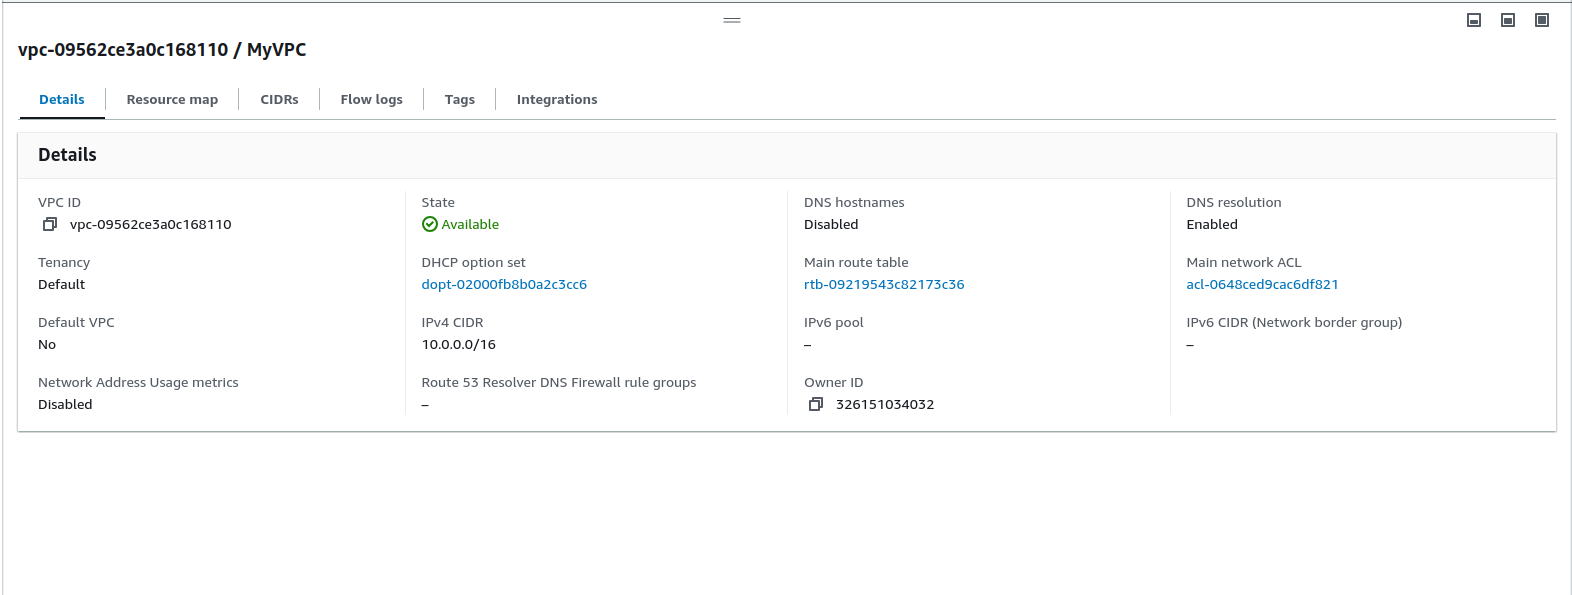 vpc-09562ce3a0c168110 / MyVPC
Details
Resource map
CIDRs
Flow logs
Tags
Integrations
Details
VPC ID
vpc-09562ce3a0c168110
State
Available
DNS hostnames
Disabled
DNS resolution
Enabled
Tenancy
Default
DHCP option set
dopt-02000fb8b0a2c3cc6
Main route table
rtb-09219543c82173c36
Main network ACL
acl-0648ced9cac6df821
Default VPC
No
IPv4 CIDR
10.0.0.0/16
IPv6 pool
–
IPv6 CIDR (Network border group)
–
Network Address Usage metrics
Disabled
Route 53 Resolver DNS Firewall rule groups
–
Owner ID
326151034032